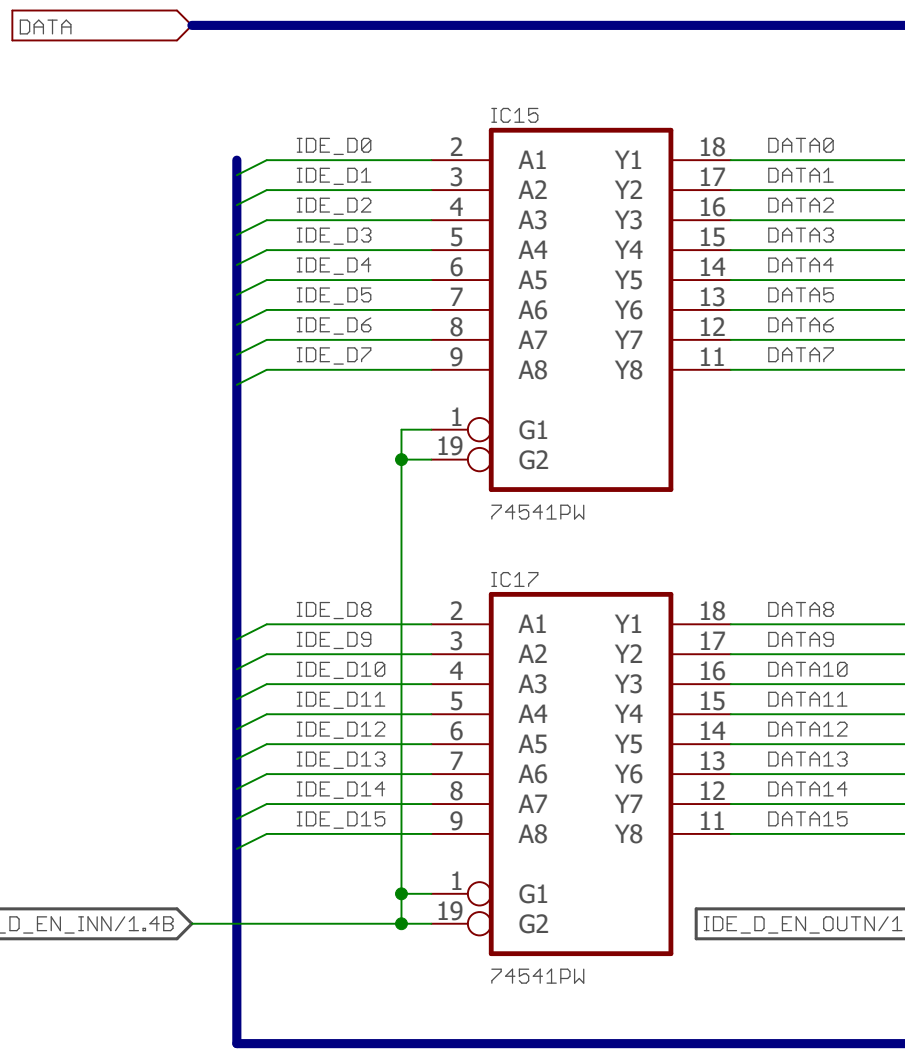 DATA
IC15
IDE_D0 2 A1 Y1 18 DATA0
IDE_D1 3 A2 Y2 17 DATA1
IDE_D2 4 A3 Y3 16 DATA2
IDE_D3 5 A4 Y4 15 DATA3
IDE_D4 6 A5 Y5 14 DATA4
IDE_D5 7 A6 Y6 13 DATA5
IDE_D6 8 A7 Y7 12 DATA6
IDE_D7 9 A8 Y8 11 DATA7
1 G1
19 G2
74541PW
IC17
IDE_D8 2 A1 Y1 18 DATA8
IDE_D9 3 A2 Y2 17 DATA9
IDE_D10 4 A3 Y3 16 DATA10
IDE_D11 5 A4 Y4 15 DATA11
IDE_D12 6 A5 Y5 14 DATA12
IDE_D13 7 A6 Y6 13 DATA13
IDE_D14 8 A7 Y7 12 DATA14
IDE_D15 9 A8 Y8 11 DATA15
1 G1
_D_EN_INN/1.4B 19 G2 IDE_D_EN_OUTN/1
74541PW